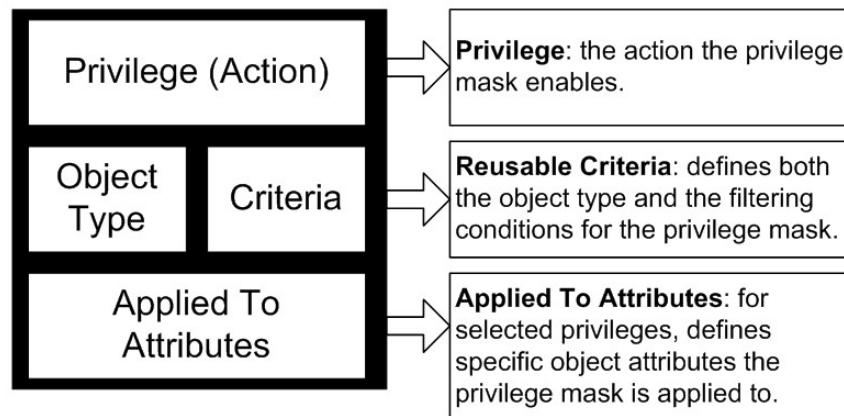 Privilege (Action)
Privilege: the action the privilege
mask enables.
Object
Type
Criteria
Reusable Criteria: defines both
the object type and the filtering
conditions for the privilege mask.
Applied To
Attributes
Applied To Attributes: for
selected privileges, defines
specific object attributes the
privilege mask is applied to.